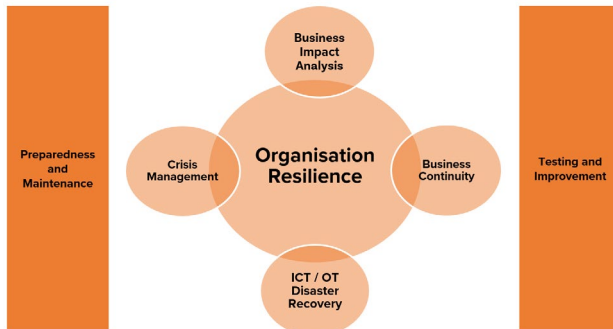 Business
Impact
Analysis
Preparedness
and
Maintenance
Crisis
Management
Organisation
Resilience
Business
Continuity
Testing and
Improvement
ICT / OT
Disaster
Recovery